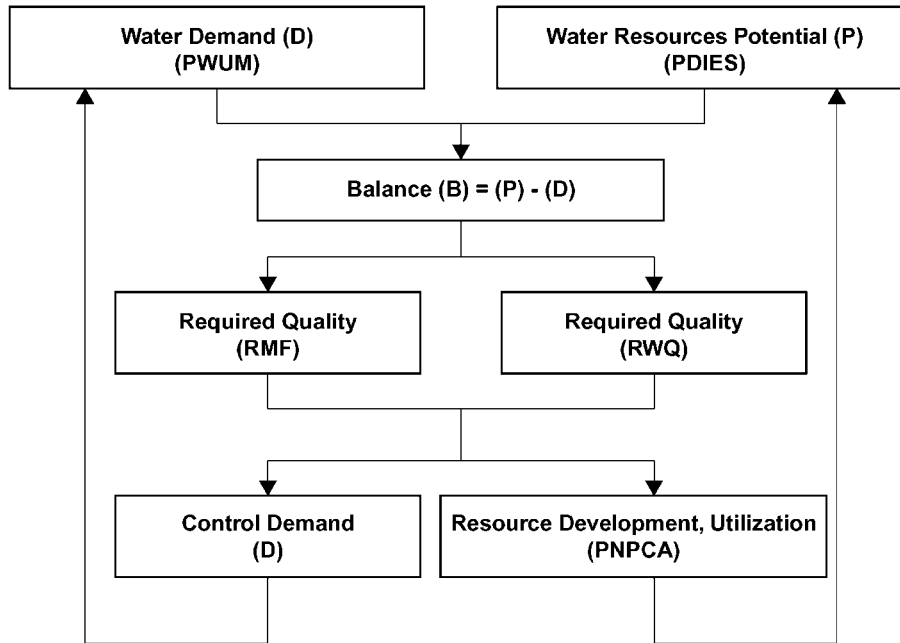 Water Demand (D)
(PWUM)
Water Resources Potential (P)
(PDIES)
Balance (B) = (P) - (D)
Required Quality
(RMF)
Required Quality
(RWQ)
Control Demand
(D)
Resource Development, Utilization
(PNPCA)